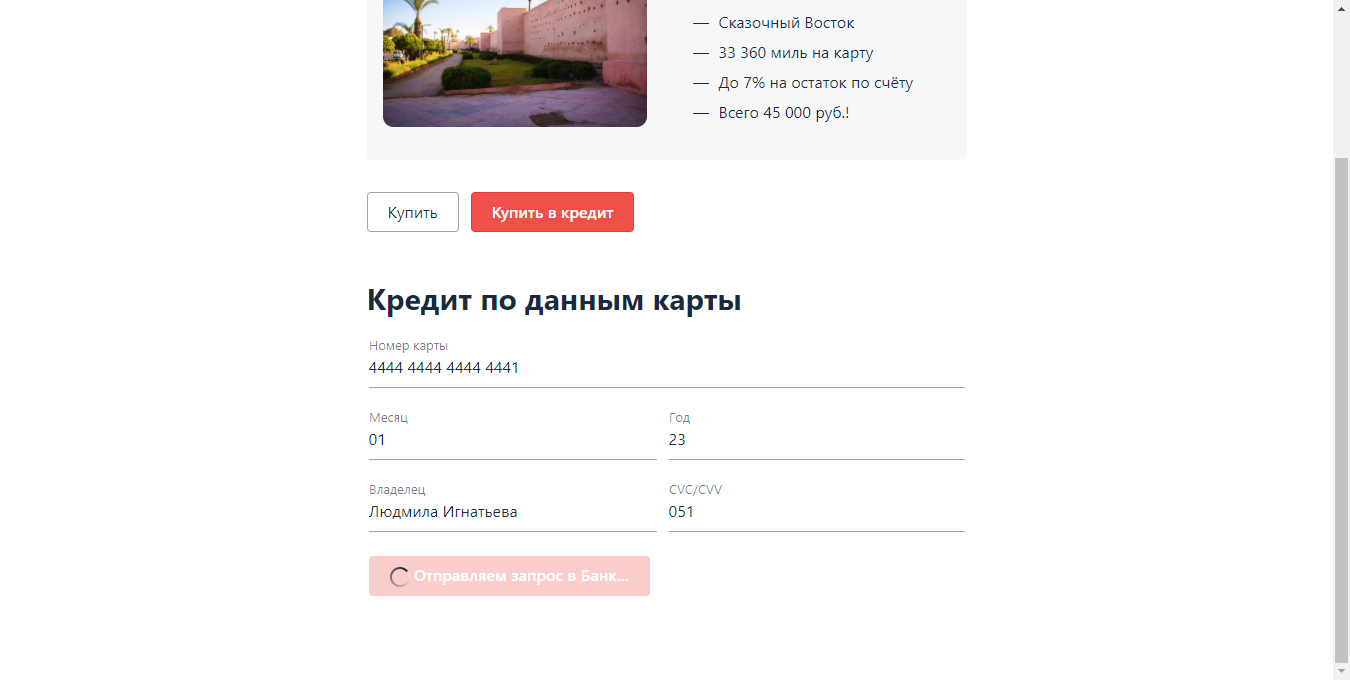 — Сказочный Восток
— 33 360 миль на карту
— До 7% на остаток по счёту
— Всего 45 000 руб.!
Купить
Купить в кредит
Кредит по данным карты
Номер карты
4444 4444 4444 4441
Месяц
Год
01
23
Владелец
CVC/CVV
Людмила Игнатьева
051
Отправляем запрос в Банк...